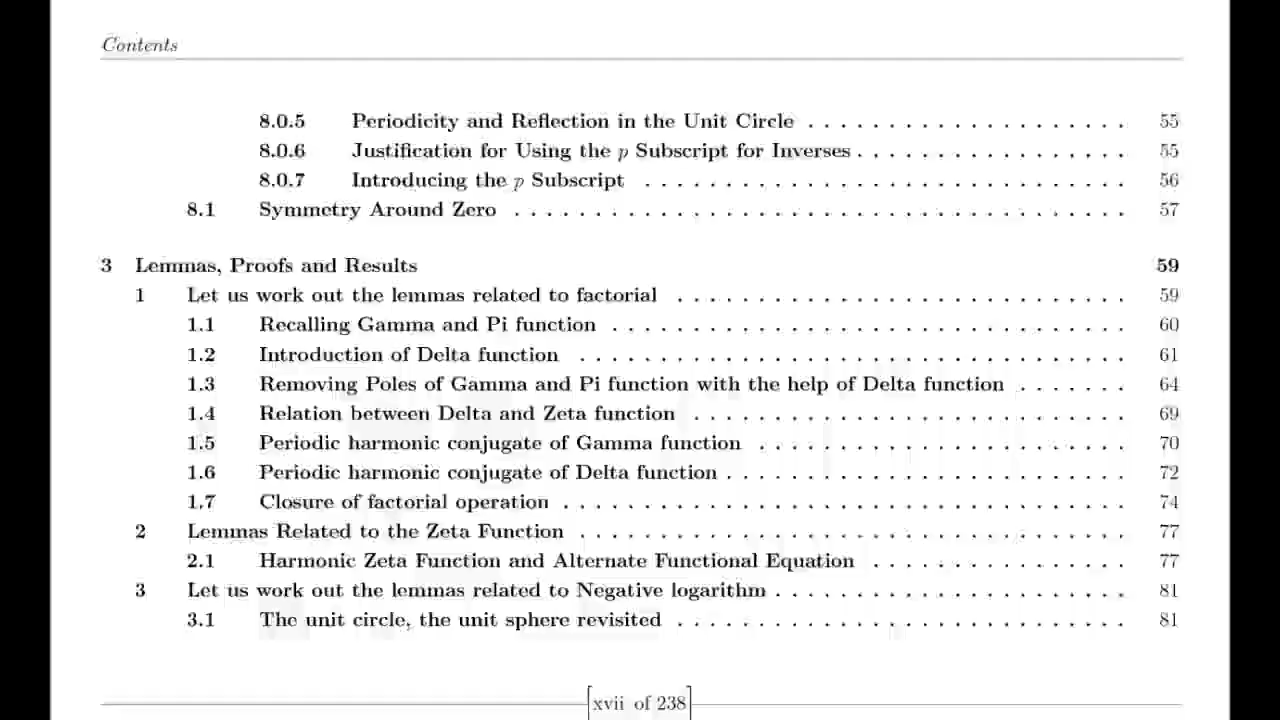 Contents
8.0.5 Periodicity and Reflection in the Unit Circle . . . . . . . . . . . . . . . . . . . . 55
8.0.6 Justification for Using the p Subscript for Inverses . . . . . . . . . . . . . . . . . 55
8.0.7 Introducing the p Subscript . . . . . . . . . . . . . . . . . . . . . . . . . . . . . . 56
8.1 Symmetry Around Zero . . . . . . . . . . . . . . . . . . . . . . . . . . . . . . . . . . . . . . 57
3 Lemmas, Proofs and Results 59
1 Let us work out the lemmas related to factorial . . . . . . . . . . . . . . . . . . . . . . . . . . . . 59
1.1 Recalling Gamma and Pi function . . . . . . . . . . . . . . . . . . . . . . . . . . . . . . . . 60
1.2 Introduction of Delta function . . . . . . . . . . . . . . . . . . . . . . . . . . . . . . . . . . 61
1.3 Removing Poles of Gamma and Pi function with the help of Delta function . . . . . . . 64
1.4 Relation between Delta and Zeta function . . . . . . . . . . . . . . . . . . . . . . . . . . . 69
1.5 Periodic harmonic conjugate of Gamma function . . . . . . . . . . . . . . . . . . . . . . . 70
1.6 Periodic harmonic conjugate of Delta function . . . . . . . . . . . . . . . . . . . . . . . . . 72
1.7 Closure of factorial operation . . . . . . . . . . . . . . . . . . . . . . . . . . . . . . . . . . . 74
2 Lemmas Related to the Zeta Function . . . . . . . . . . . . . . . . . . . . . . . . . . . . . . . . . . 77
2.1 Harmonic Zeta Function and Alternate Functional Equation . . . . . . . . . . . . . . . . 77
3 Let us work out the lemmas related to Negative logarithm . . . . . . . . . . . . . . . . . . . . . . 81
3.1 The unit circle, the unit sphere revisited . . . . . . . . . . . . . . . . . . . . . . . . . . . . 81
xvii of 238